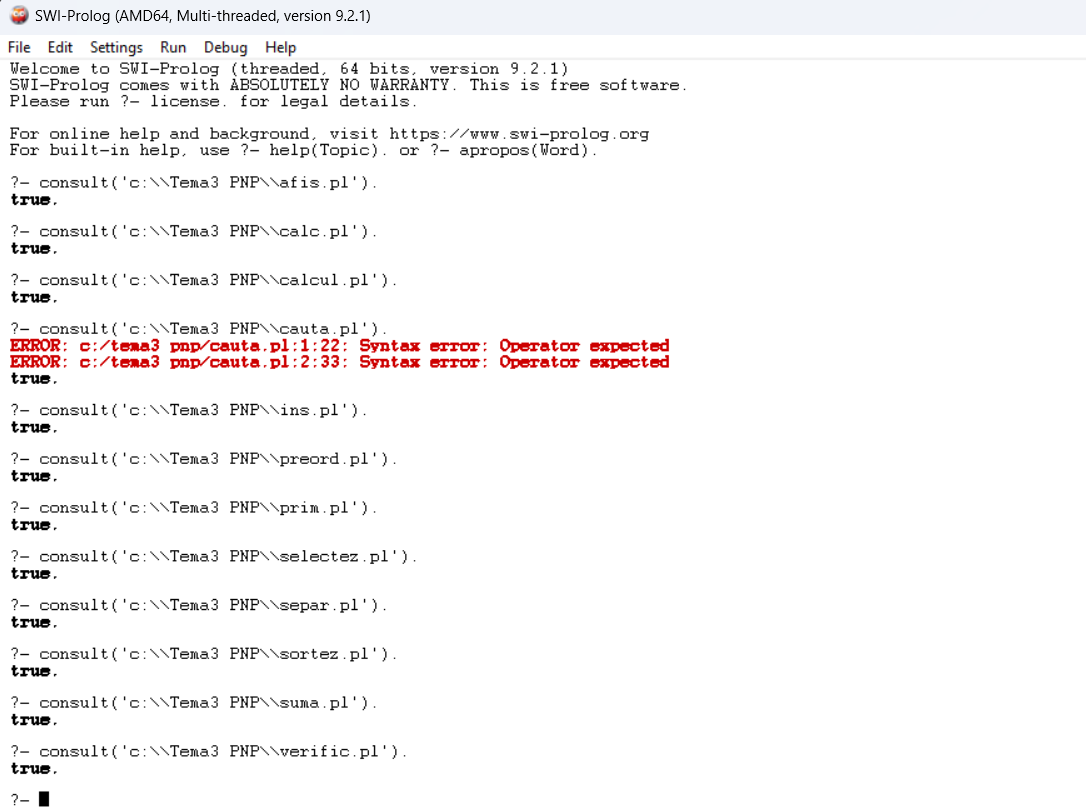 SWI-Prolog (AMD64, Multi-threaded, version 9.2.1)
File Edit Settings Run Debug Help
Welcome to SWI-Prolog (threaded, 64 bits, version 9.2.1)
SWI-Prolog comes with ABSOLUTELY NO WARRANTY. This is free software.
Please run ?- license. for legal details.
For online help and background, visit https://www.swi-prolog.org
For built-in help, use ?- help(Topic). or ?- apropos(Word).
?- consult('c:\\Tema3 PNP\\afis.pl').
true.
?- consult('c:\\Tema3 PNP\\calc.pl').
true.
?- consult('c:\\Tema3 PNP\\calcul.pl').
true.
?- consult('c:\\Tema3 PNP\\cauta.pl').
ERROR: c:/tema3 pnp/cauta.pl:1:22: Syntax error: Operator expected
ERROR: c:/tema3 pnp/cauta.pl:2:33: Syntax error: Operator expected
true.
?- consult('c:\\Tema3 PNP\\ins.pl').
true.
?- consult('c:\\Tema3 PNP\\preord.pl').
true.
?- consult('c:\\Tema3 PNP\\prim.pl').
true.
?- consult('c:\\Tema3 PNP\\selectez.pl').
true.
?- consult('c:\\Tema3 PNP\\separ.pl').
true.
?- consult('c:\\Tema3 PNP\\sortez.pl').
true.
?- consult('c:\\Tema3 PNP\\suma.pl').
true.
?- consult('c:\\Tema3 PNP\\verific.pl').
true.
?-